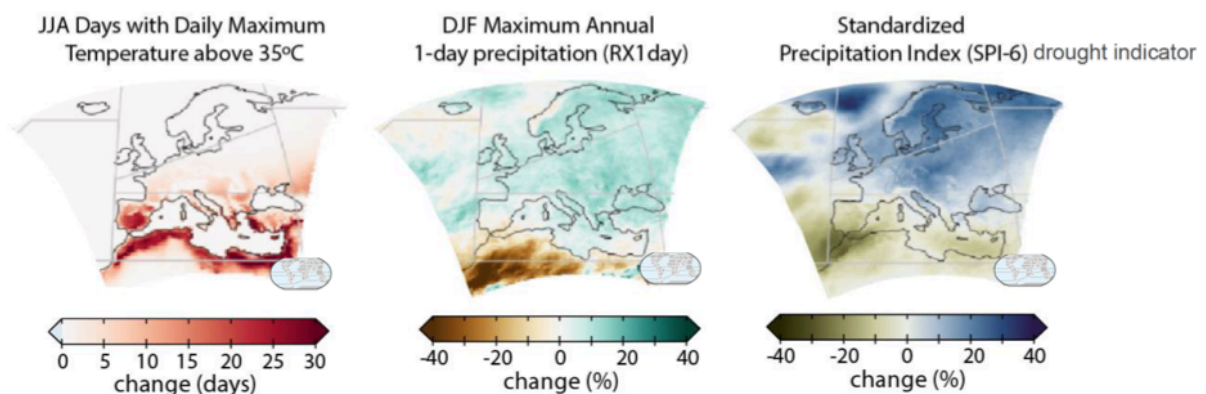 JJA Days with Daily Maximum
Temperature above 35ºC
DJF Maximum Annual
1-day precipitation (RX1day)
Standardized
Precipitation Index (SPI-6) drought indicator
0 5 10 15 20 25 30
change (days)
-40 -20 0 20 40
change (%)
-40 -20 0 20 40
change (%)